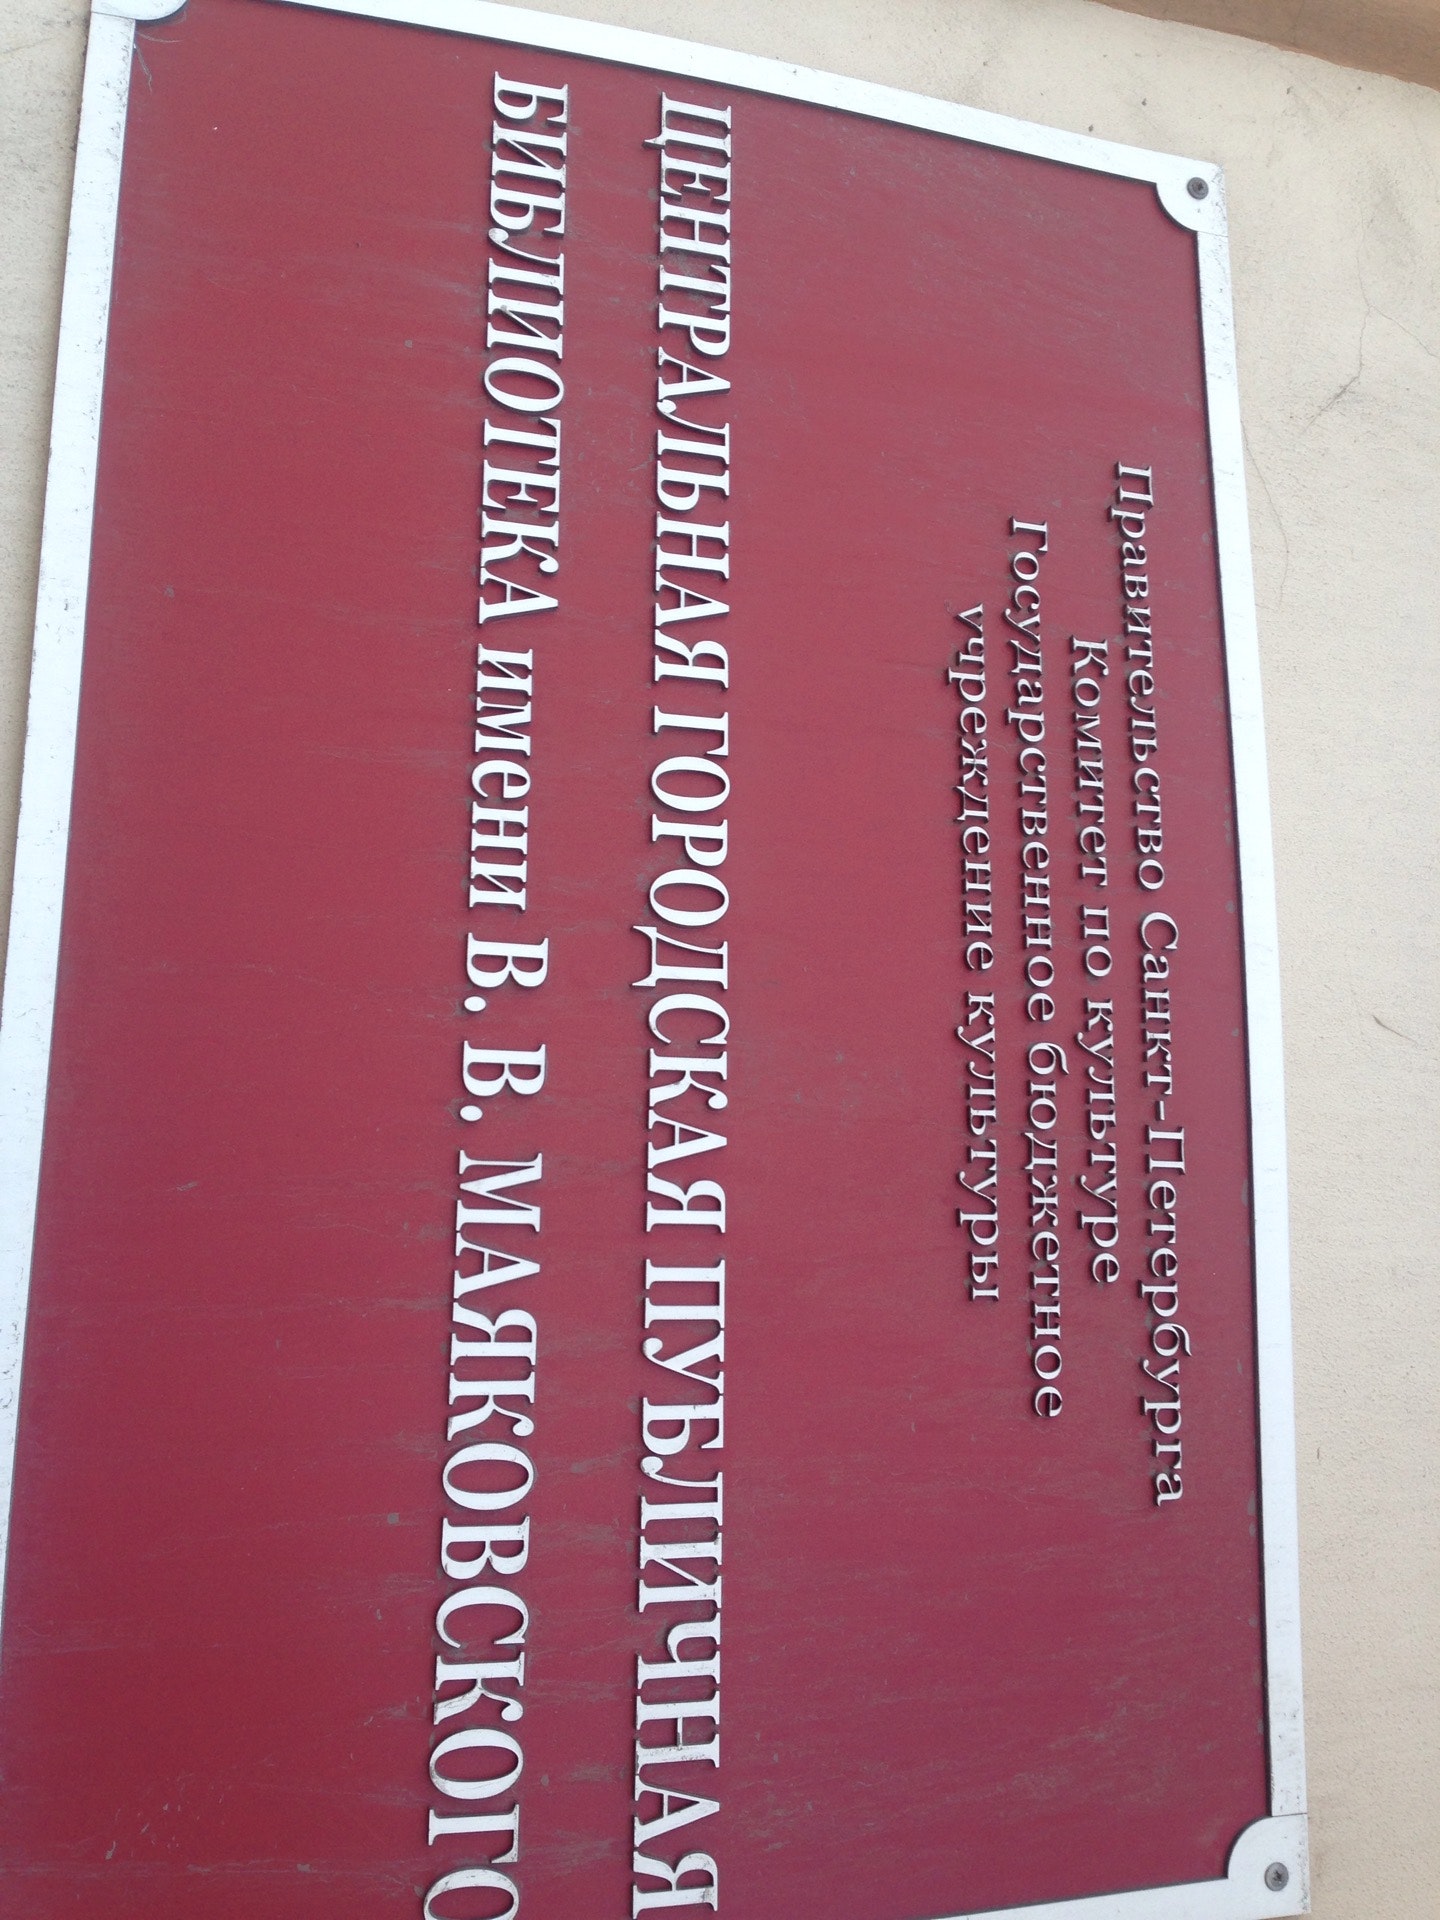 Правительство Санкт-Петербурга
Комитет по культуре
Государственное бюджетное
учреждение культуры
ЦЕНТРАЛЬНАЯ ГОРОДСКАЯ ПУБЛИЧНАЯ
БИБЛИОТЕКА имени В. В. МАЯКОВСКОГО